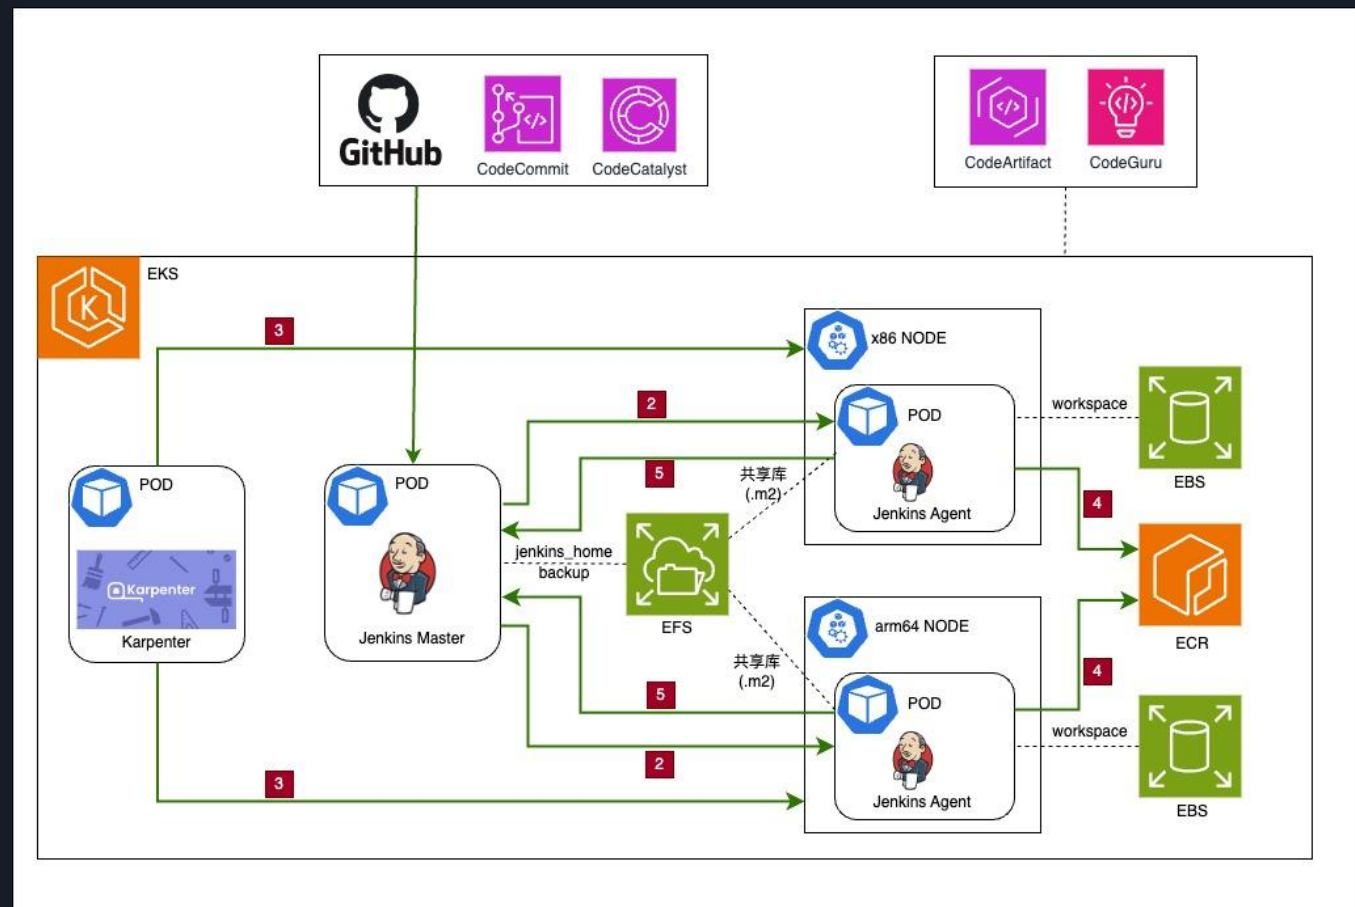 GitHub
CodeCommit
CodeCatalyst
CodeArtifact
CodeGuru
EKS
K
3
x86 NODE
2
POD
workspace
EBS
POD
POD
5
共享库
(.m2)
Jenkins Agent
4
jenkins_home
backup
Karpenter
Karpenter
Jenkins Master
EFS
arm64 NODE
ECR
共享库
(.m2)
4
5
POD
workspace
2
3
Jenkins Agent
EBS